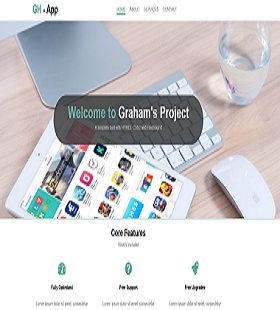 GH - App
HOME ABOUT SERVICES CONTACT
Welcome to Graham's Project
A template built with HTML5, CSS3 and Flexboxgrid
Core Features
What's Included
Fully Optimized Free Support Free Upgrades
Lorem ipsum dolor sit amet, consectetur Lorem ipsum dolor sit amet, consectetur Lorem ipsum dolor sit amet, consectetur